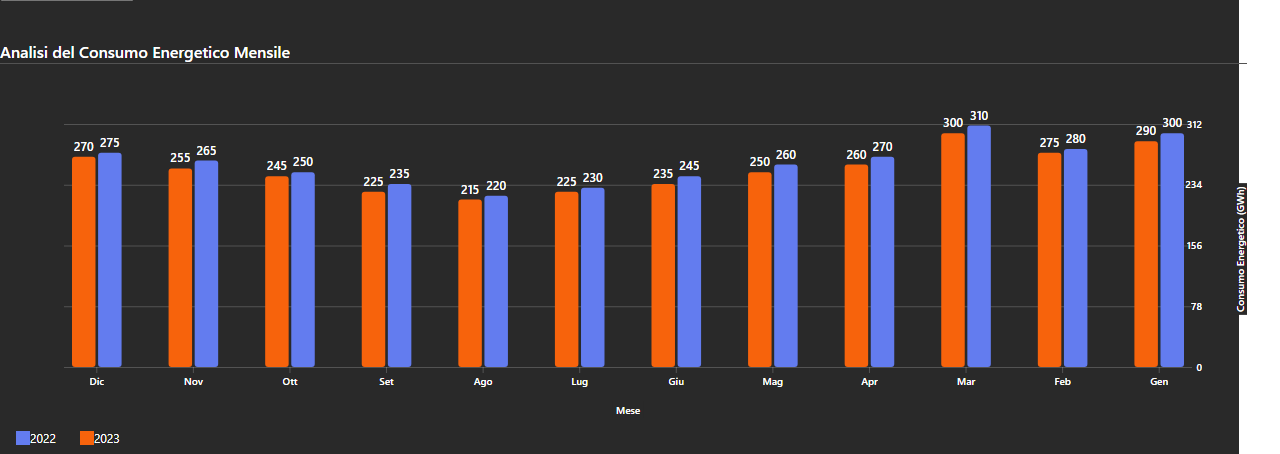 Analisi del Consumo Energetico Mensile
270 275 255 265 245 250 225 235 215 220 225 230 235 245 250 260 260 270 300 310 275 280 290 300
312
234
156
78
0
Consumo Energetico (GWh)
Dic Nov Ott Set Ago Lug Giu Mag Apr Mar Feb Gen
Mese
2022 2023